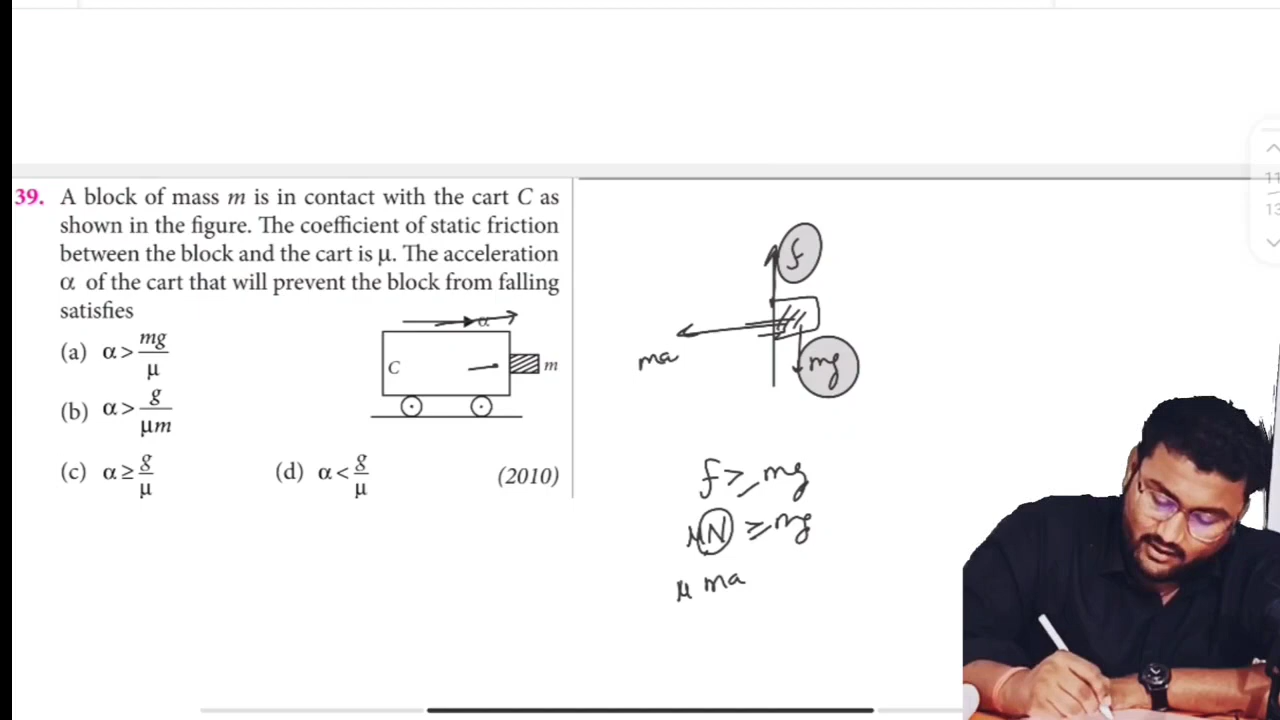 39. A block of mass m is in contact with the cart C as
shown in the figure. The coefficient of static friction
between the block and the cart is μ. The acceleration
α of the cart that will prevent the block from falling
satisfies
(a) α > mg/μ
(b) α > g/μm
(c) α ≥ g/μ
(d) α < g/μ
(2010)
α
C
m
f
ma
mg
f ≥ mg
μN ≥ mg
μ ma